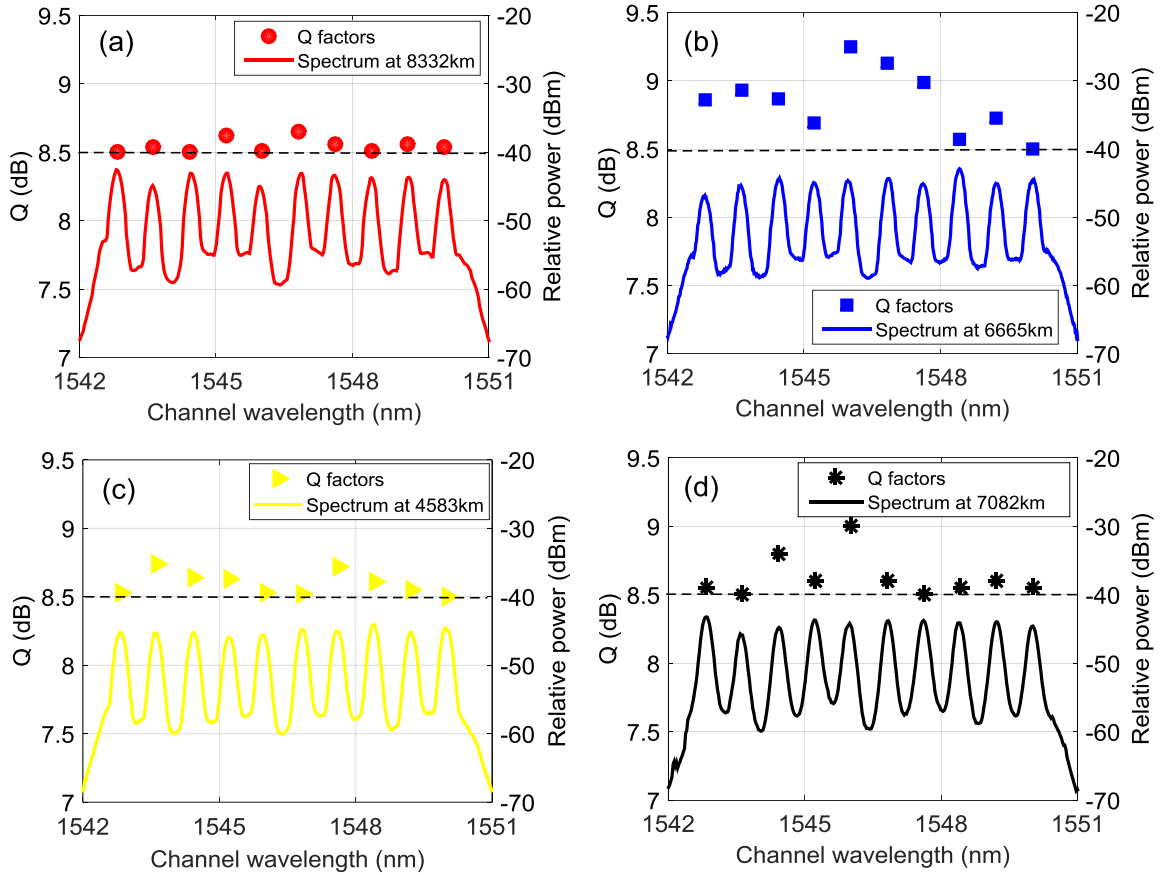 (a)
Q factors
Spectrum at 8332km
9.5
9
8.5
8
7.5
7
Q (dB)
-20
-30
-40
-50
-60
-70
Relative power (dBm)
1542
1545
1548
1551
Channel wavelength (nm)
(b)
Q factors
Spectrum at 6665km
9.5
9
8.5
8
7.5
7
Q (dB)
-20
-30
-40
-50
-60
-70
Relative power (dBm)
1542
1545
1548
1551
Channel wavelength (nm)
(c)
Q factors
Spectrum at 4583km
9.5
9
8.5
8
7.5
7
Q (dB)
-20
-30
-40
-50
-60
-70
Relative power (dBm)
1542
1545
1548
1551
Channel wavelength (nm)
(d)
Q factors
Spectrum at 7082km
9.5
9
8.5
8
7.5
7
Q (dB)
-20
-30
-40
-50
-60
-70
Relative power (dBm)
1542
1545
1548
1551
Channel wavelength (nm)